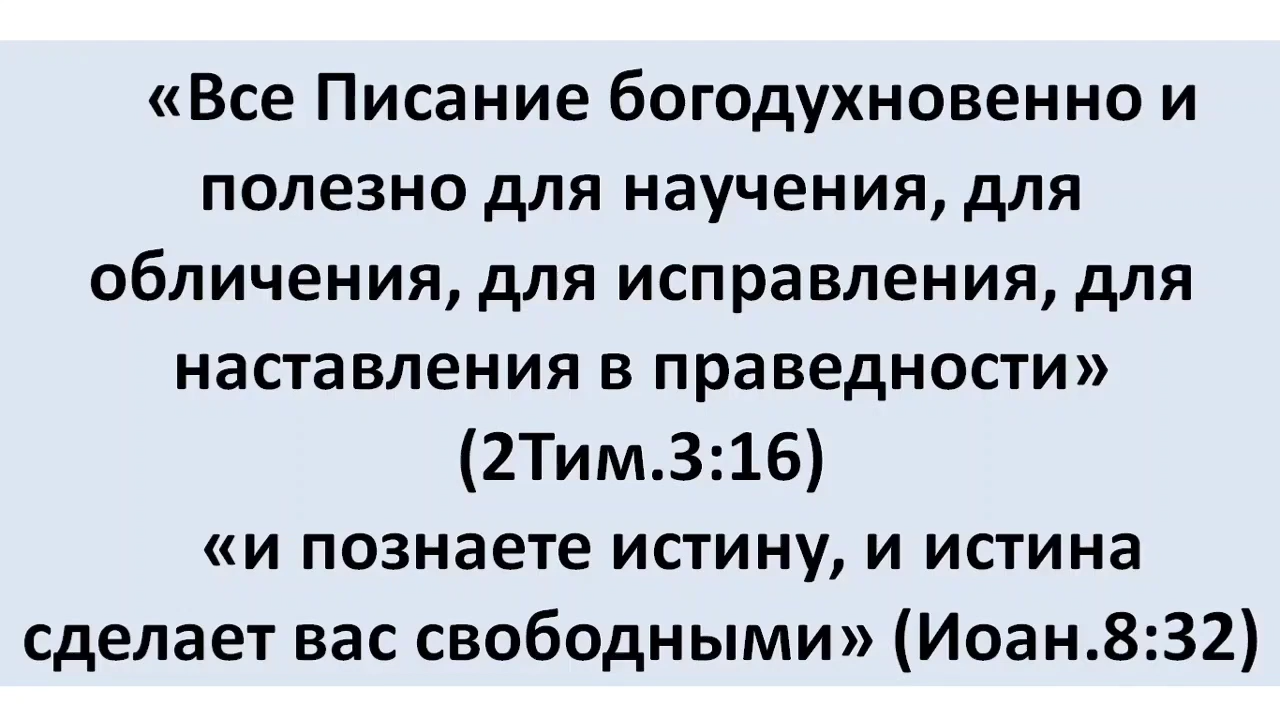 «Все Писание богодухновенно и
полезно для научения, для
обличения, для исправления, для
наставления в праведности»
(2Тим.3:16)
«и познаете истину, и истина
сделает вас свободными» (Иоан.8:32)